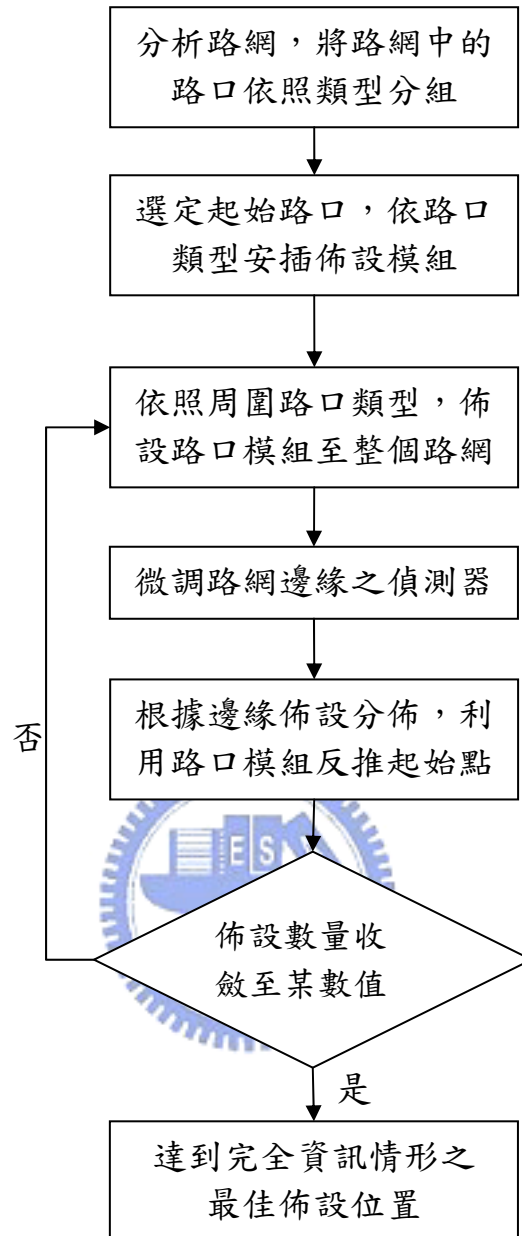 分析路網，將路網中的
路口依照類型分組
選定起始路口，依路口
類型安插佈設模組
依照周圍路口類型，佈
設路口模組至整個路網
微調路網邊緣之偵測器
根據邊緣佈設分佈，利
用路口模組反推起始點
否
ES
佈設數量收
斂至某數值
是
達到完全資訊情形之
最佳佈設位置